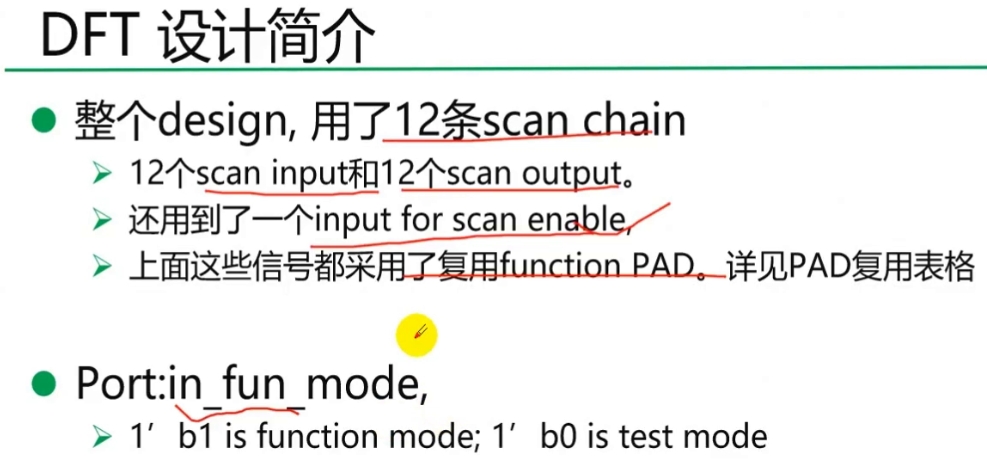 DFT 设计简介
整个design, 用了12条scan chain
12个scan input和12个scan output。
还用到了一个input for scan enable,
上面这些信号都采用了复用function PAD。详见PAD复用表格
Port:in_fun_mode,
1’b1 is function mode; 1’b0 is test mode